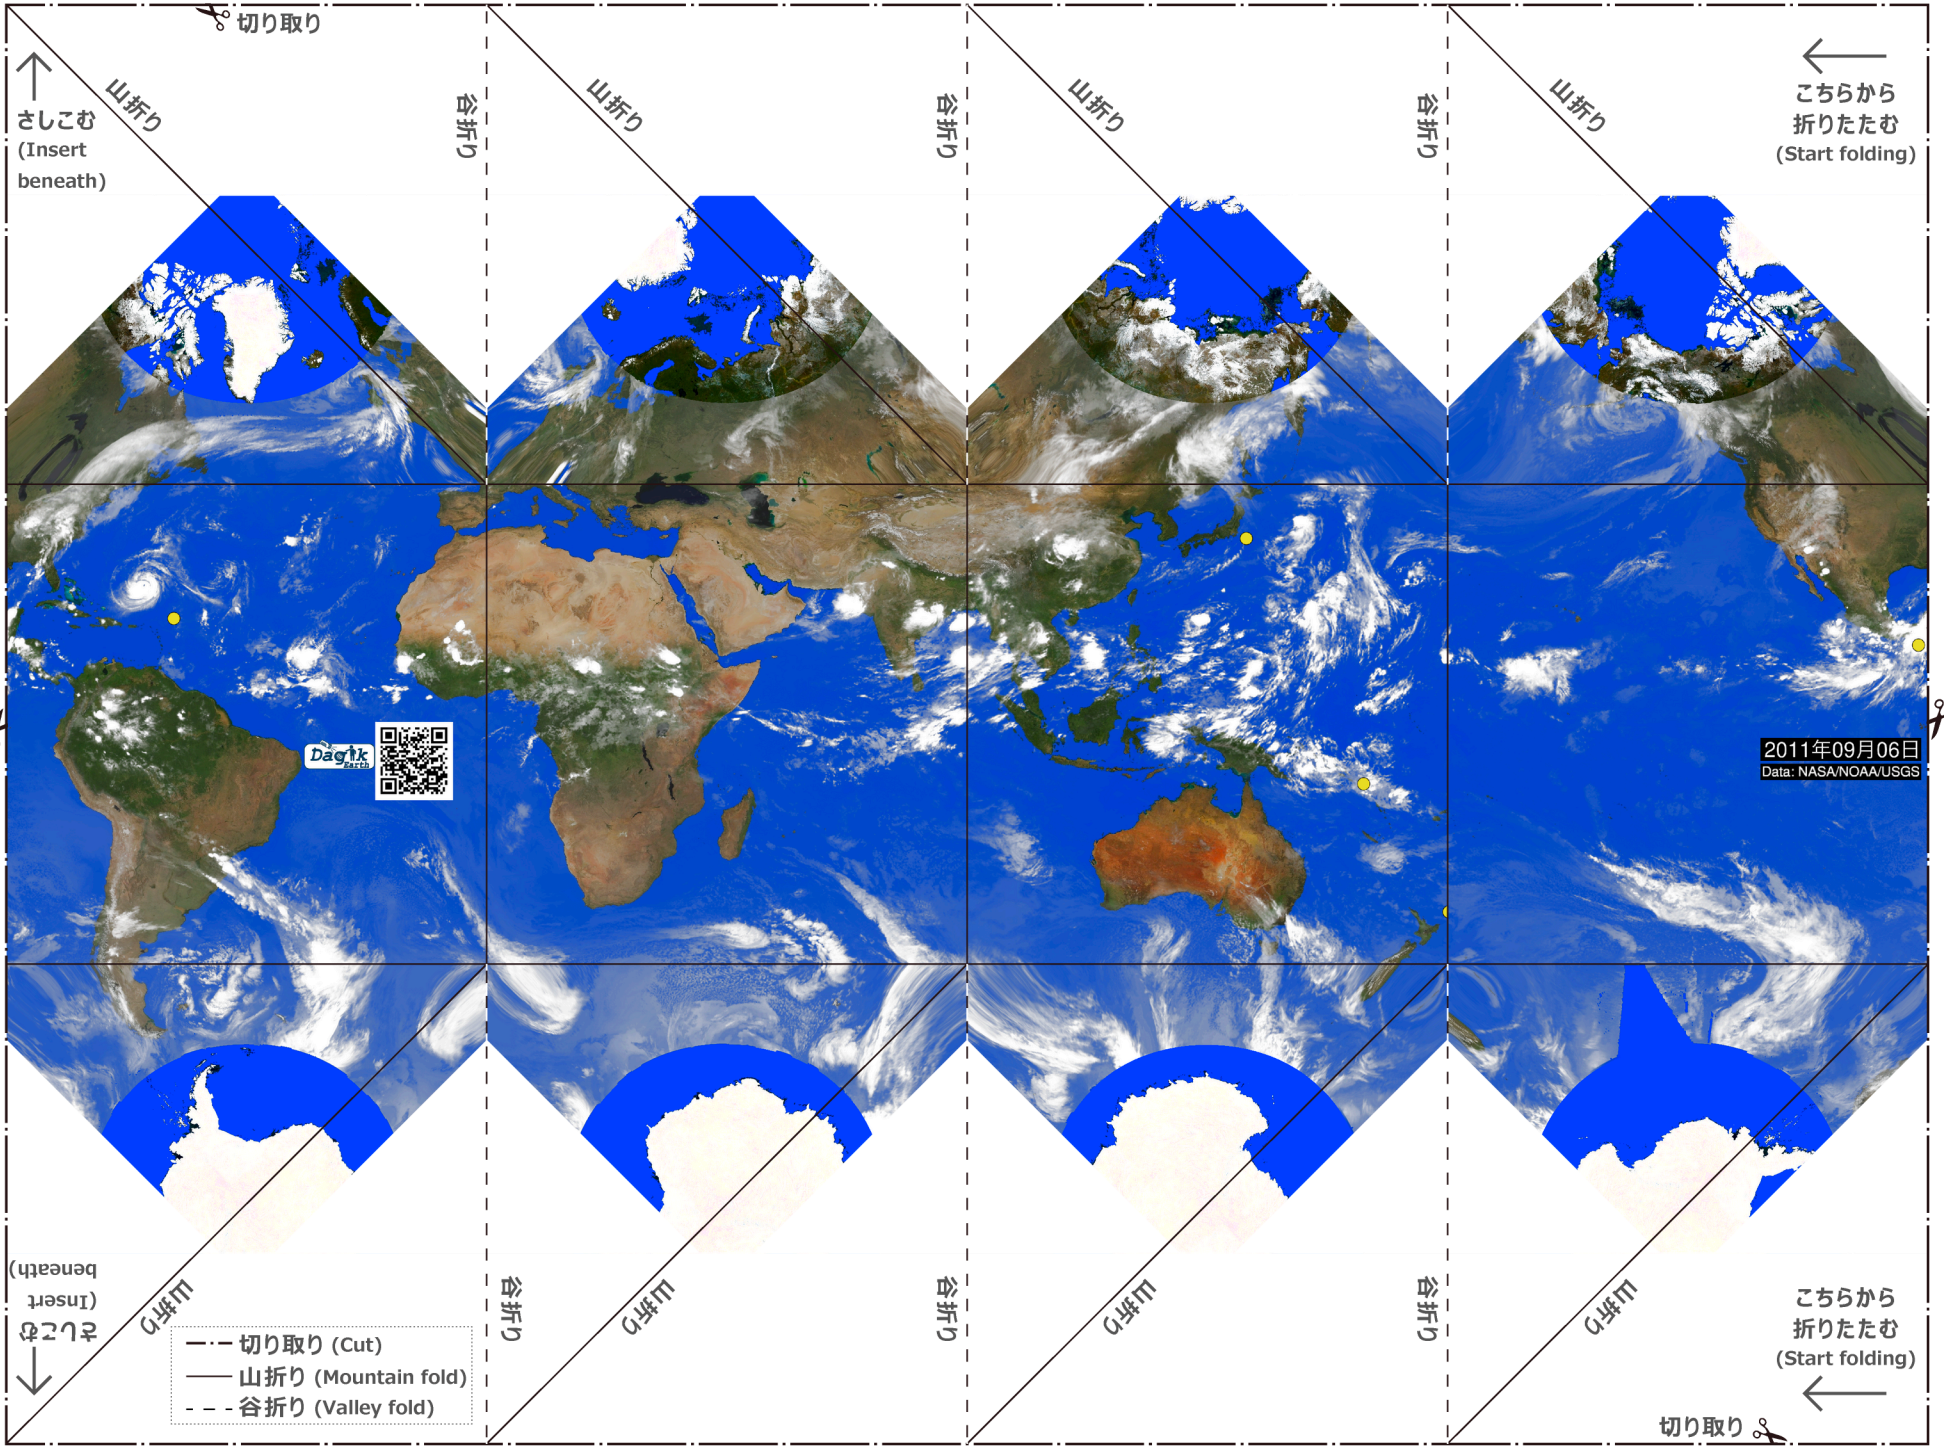 切り取り
山折り
谷折り
山折り
谷折り
山折り
谷折り
山折り
さしこむ
(Insert
beneath)
こちらから
折りたたむ
(Start folding)
Dagik
Earth
2011年09月06日
Data: NASA/NOAA/USGS
さしこむ
(Insert
beneath)
山折り
谷折り
山折り
谷折り
山折り
谷折り
山折り
切り取り (Cut)
山折り (Mountain fold)
谷折り (Valley fold)
こちらから
折りたたむ
(Start folding)
切り取り